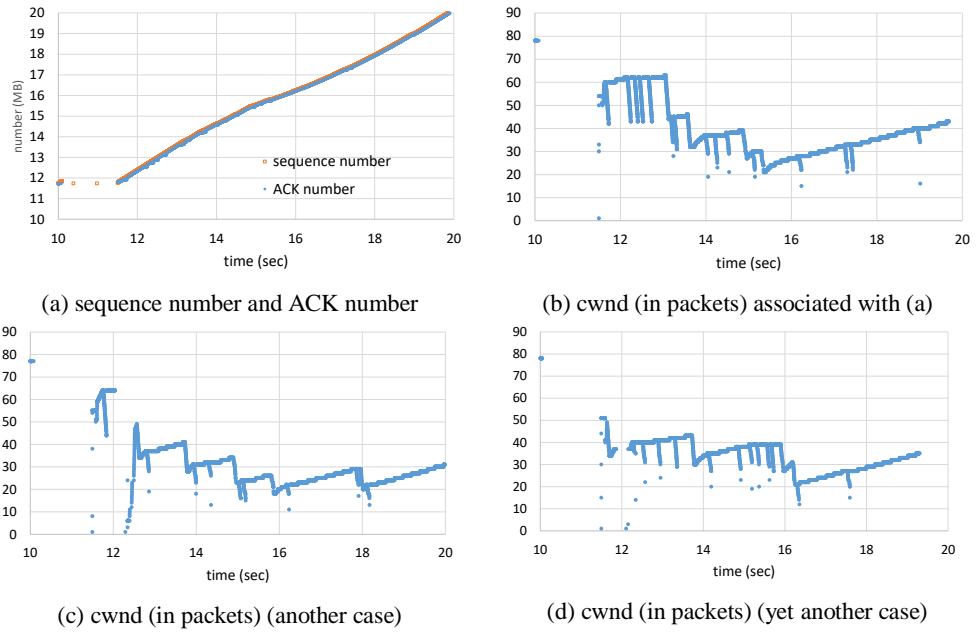 20
19
18
17
16
15
14
13
12
11
10
number (MB)
sequence number
ACK number
10 12 14 16 18 20
time (sec)
(a) sequence number and ACK number
90
80
70
60
50
40
30
20
10
0
10 12 14 16 18 20
time (sec)
(b) cwnd (in packets) associated with (a)
90
80
70
60
50
40
30
20
10
0
10 12 14 16 18 20
time (sec)
(c) cwnd (in packets) (another case)
90
80
70
60
50
40
30
20
10
0
10 12 14 16 18 20
time (sec)
(d) cwnd (in packets) (yet another case)